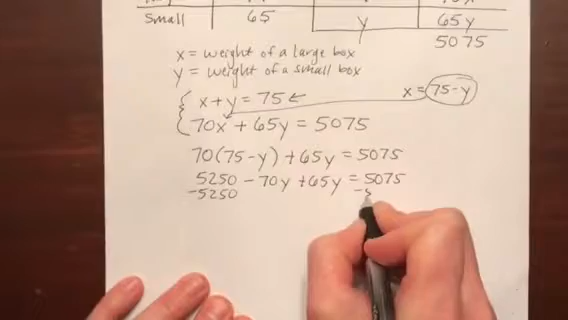 Small 65 y 65y
5075
x = weight of a large box
y = weight of a small box
x + y = 75 x = 75-y
70x + 65y = 5075
70(75-y) + 65y = 5075
5250 - 70y + 65y = 5075
-5250 -5